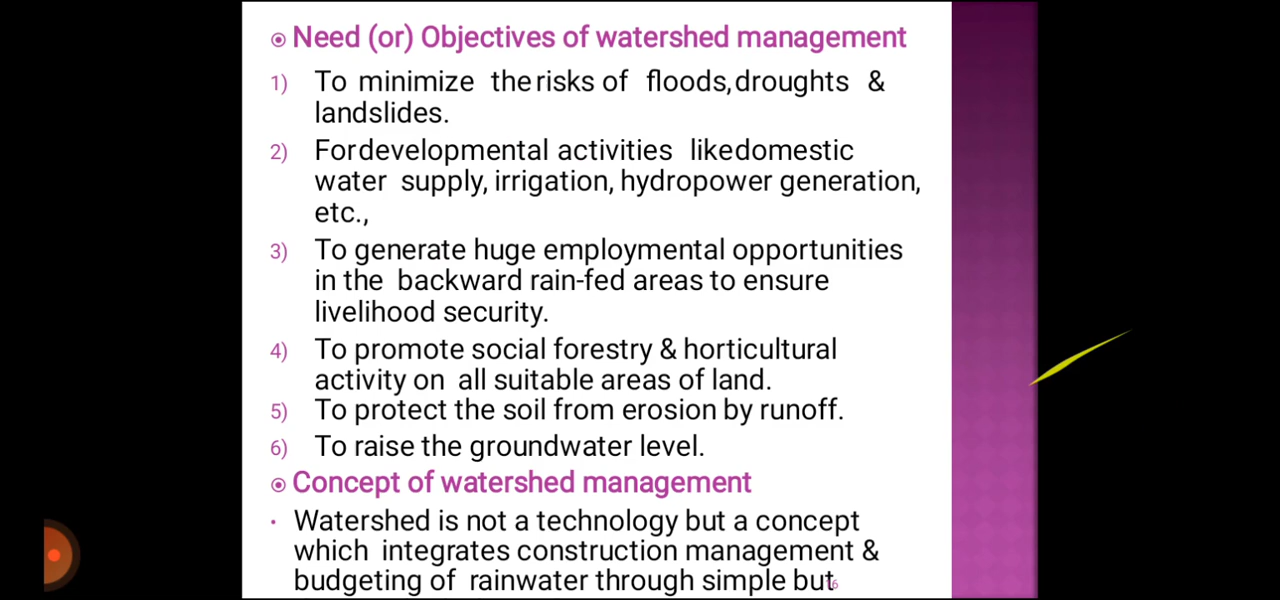 Need (or) Objectives of watershed management
1) To minimize the risks of floods, droughts &
landslides.
2) Fordevelopmental activities likedomestic
water supply, irrigation, hydropower generation,
etc.,
3) To generate huge employmental opportunities
in the backward rain-fed areas to ensure
livelihood security.
4) To promote social forestry & horticultural
activity on all suitable areas of land.
5) To protect the soil from erosion by runoff.
6) To raise the groundwater level.
Concept of watershed management
• Watershed is not a technology but a concept
which integrates construction management &
budgeting of rainwater through simple but
16